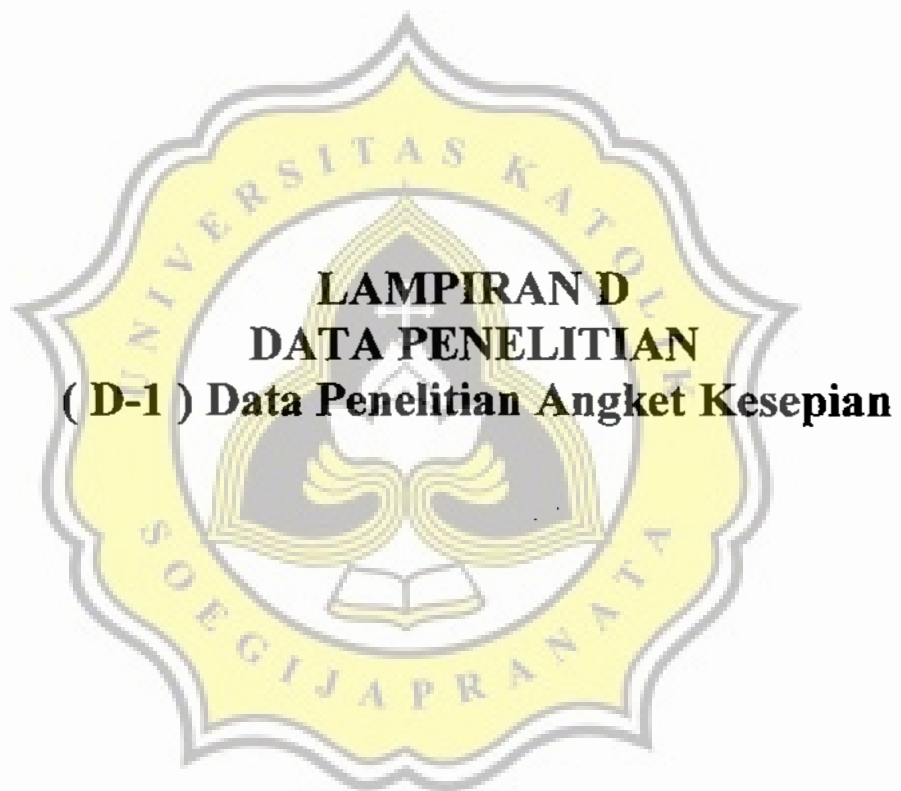 UNIVERSITAS KATOLIK
LAMPIRAN D
DATA PENELITIAN
( D-1 ) Data Penelitian Angket Kesepian
SOEGIJAPRANATA